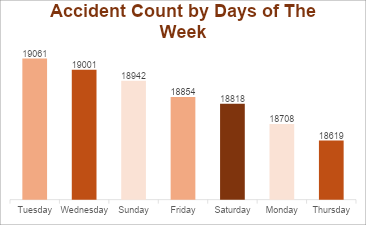 Accident Count by Days of The
Week
19061
19001
18942
18854
18818
18708
18619
Tuesday Wednesday Sunday Friday Saturday Monday Thursday